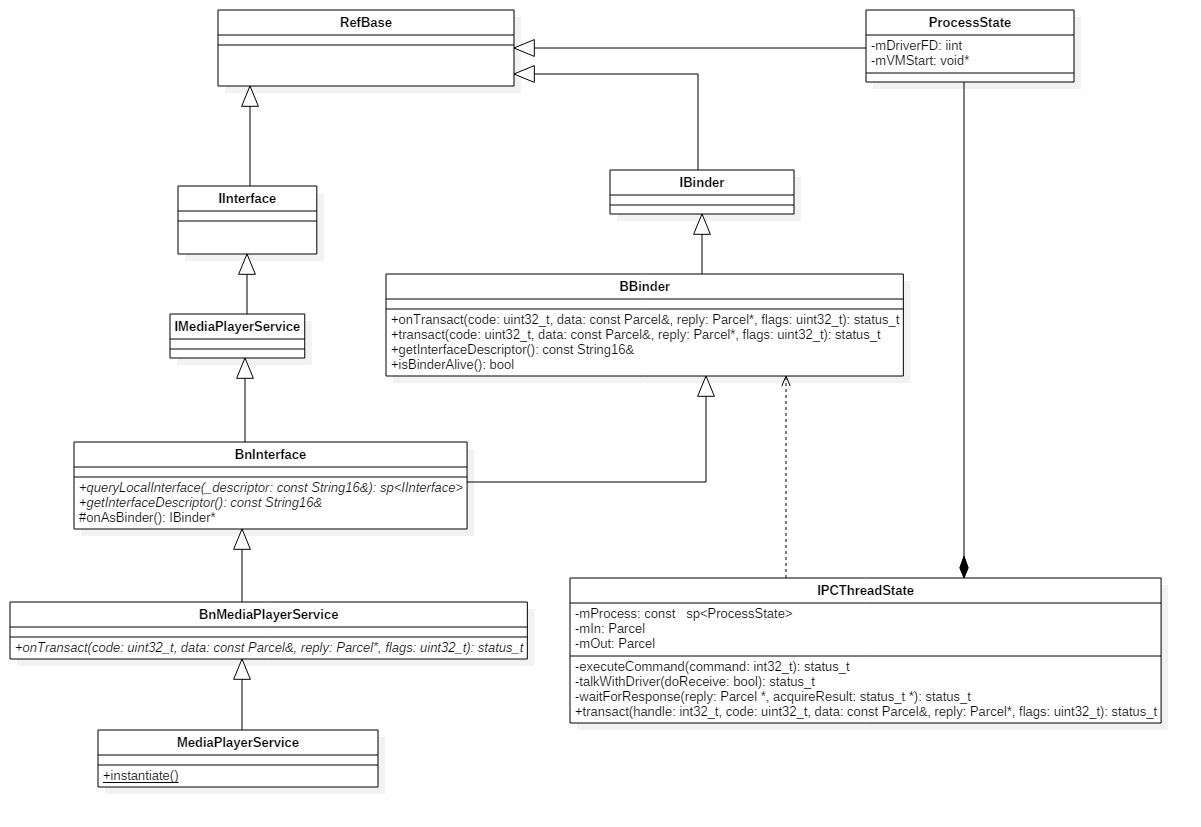 RefBase
ProcessState
-mDriverFD: iint
-mVMStart: void*
IInterface
IBinder
BBinder
+onTransact(code: uint32_t, data: const Parcel&, reply: Parcel*, flags: uint32_t): status_t
+transact(code: uint32_t, data: const Parcel&, reply: Parcel*, flags: uint32_t): status_t
+getInterfaceDescriptor(): const String16&
+isBinderAlive(): bool
IMediaPlayerService
BnInterface
+queryLocalInterface(_descriptor: const String16&): sp<IInterface>
+getInterfaceDescriptor(): const String16&
#onAsBinder(): IBinder*
BnMediaPlayerService
+onTransact(code: uint32_t, data: const Parcel&, reply: Parcel*, flags: uint32_t): status_t
IPCThreadState
-mProcess: const sp<ProcessState>
-mIn: Parcel
-mOut: Parcel
-executeCommand(command: int32_t): status_t
-talkWithDriver(doReceive: bool): status_t
-waitForResponse(reply: Parcel *, acquireResult: status_t *): status_t
+transact(handle: int32_t, code: uint32_t, data: const Parcel&, reply: Parcel*, flags: uint32_t): status_t
MediaPlayerService
+instantiate()